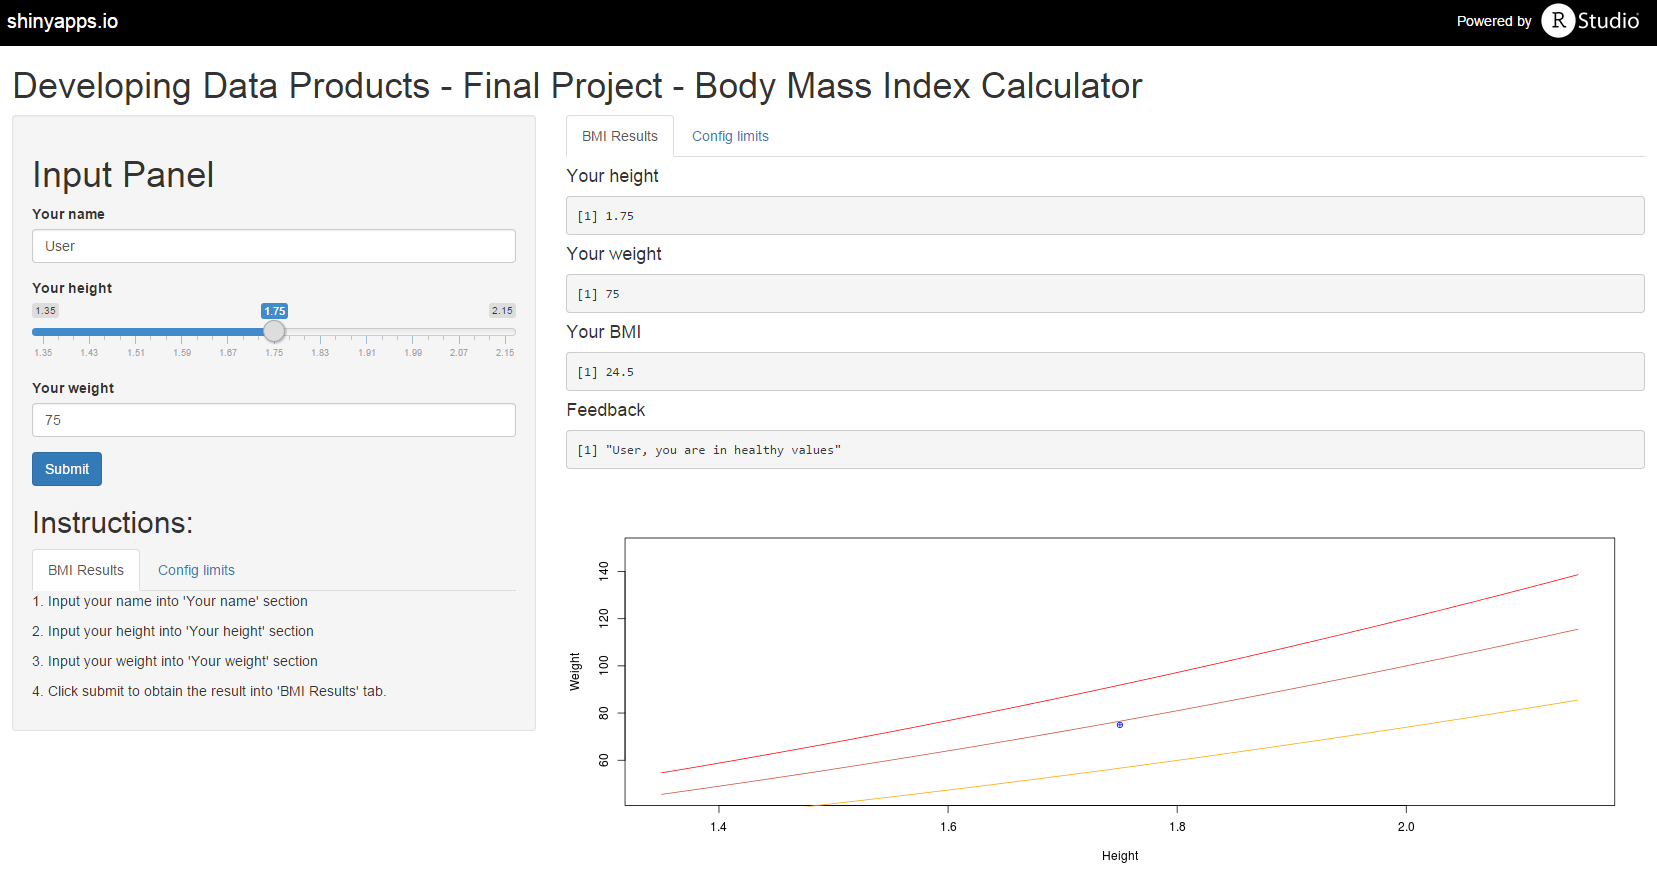 shinyapps.io
Powered by R Studio
Developing Data Products - Final Project - Body Mass Index Calculator
Input Panel
Your name
User
Your height
1.35 1.75 2.15
1.35 1.43 1.51 1.59 1.67 1.75 1.83 1.91 1.99 2.07 2.15
Your weight
75
Submit
Instructions:
BMI Results Config limits
1. Input your name into 'Your name' section
2. Input your height into 'Your height' section
3. Input your weight into 'Your weight' section
4. Click submit to obtain the result into 'BMI Results' tab.
BMI Results Config limits
Your height
[1] 1.75
Your weight
[1] 75
Your BMI
[1] 24.5
Feedback
[1] "User, you are in healthy values"
Weight
140
120
100
80
60
1.4 1.6 1.8 2.0
Height